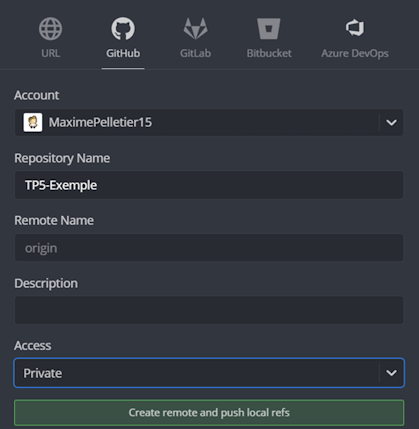 URL GitHub GitLab Bitbucket Azure DevOps
Account
MaximePelletier15
Repository Name
TP5-Exemple
Remote Name
origin
Description
Access
Private
Create remote and push local refs